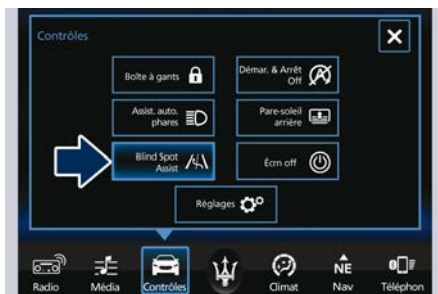 Contrôles
Boîte à gants
Démar. & Arrêt
Off
Assist. auto.
phares
Pare-soleil
arrière
Blind Spot
Assist
Écrn off
Réglages
Radio
Média
Contrôles
Climat
NE
Nav
Téléphon